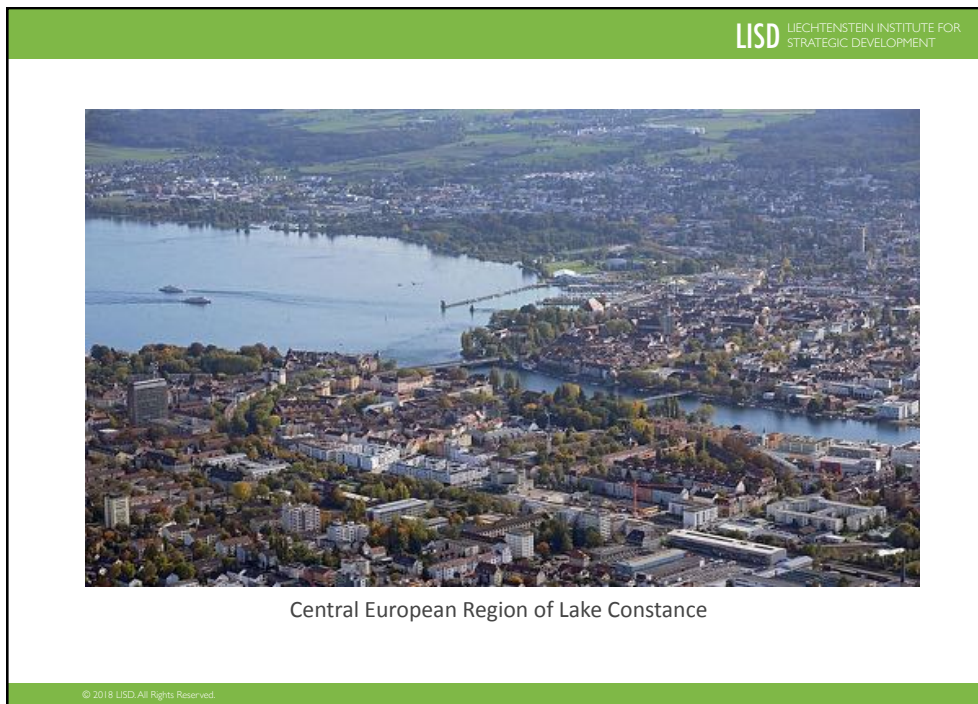 LISD LIECHTENSTEIN INSTITUTE FOR
STRATEGIC DEVELOPMENT
Central European Region of Lake Constance
© 2018 LISD. All Rights Reserved.